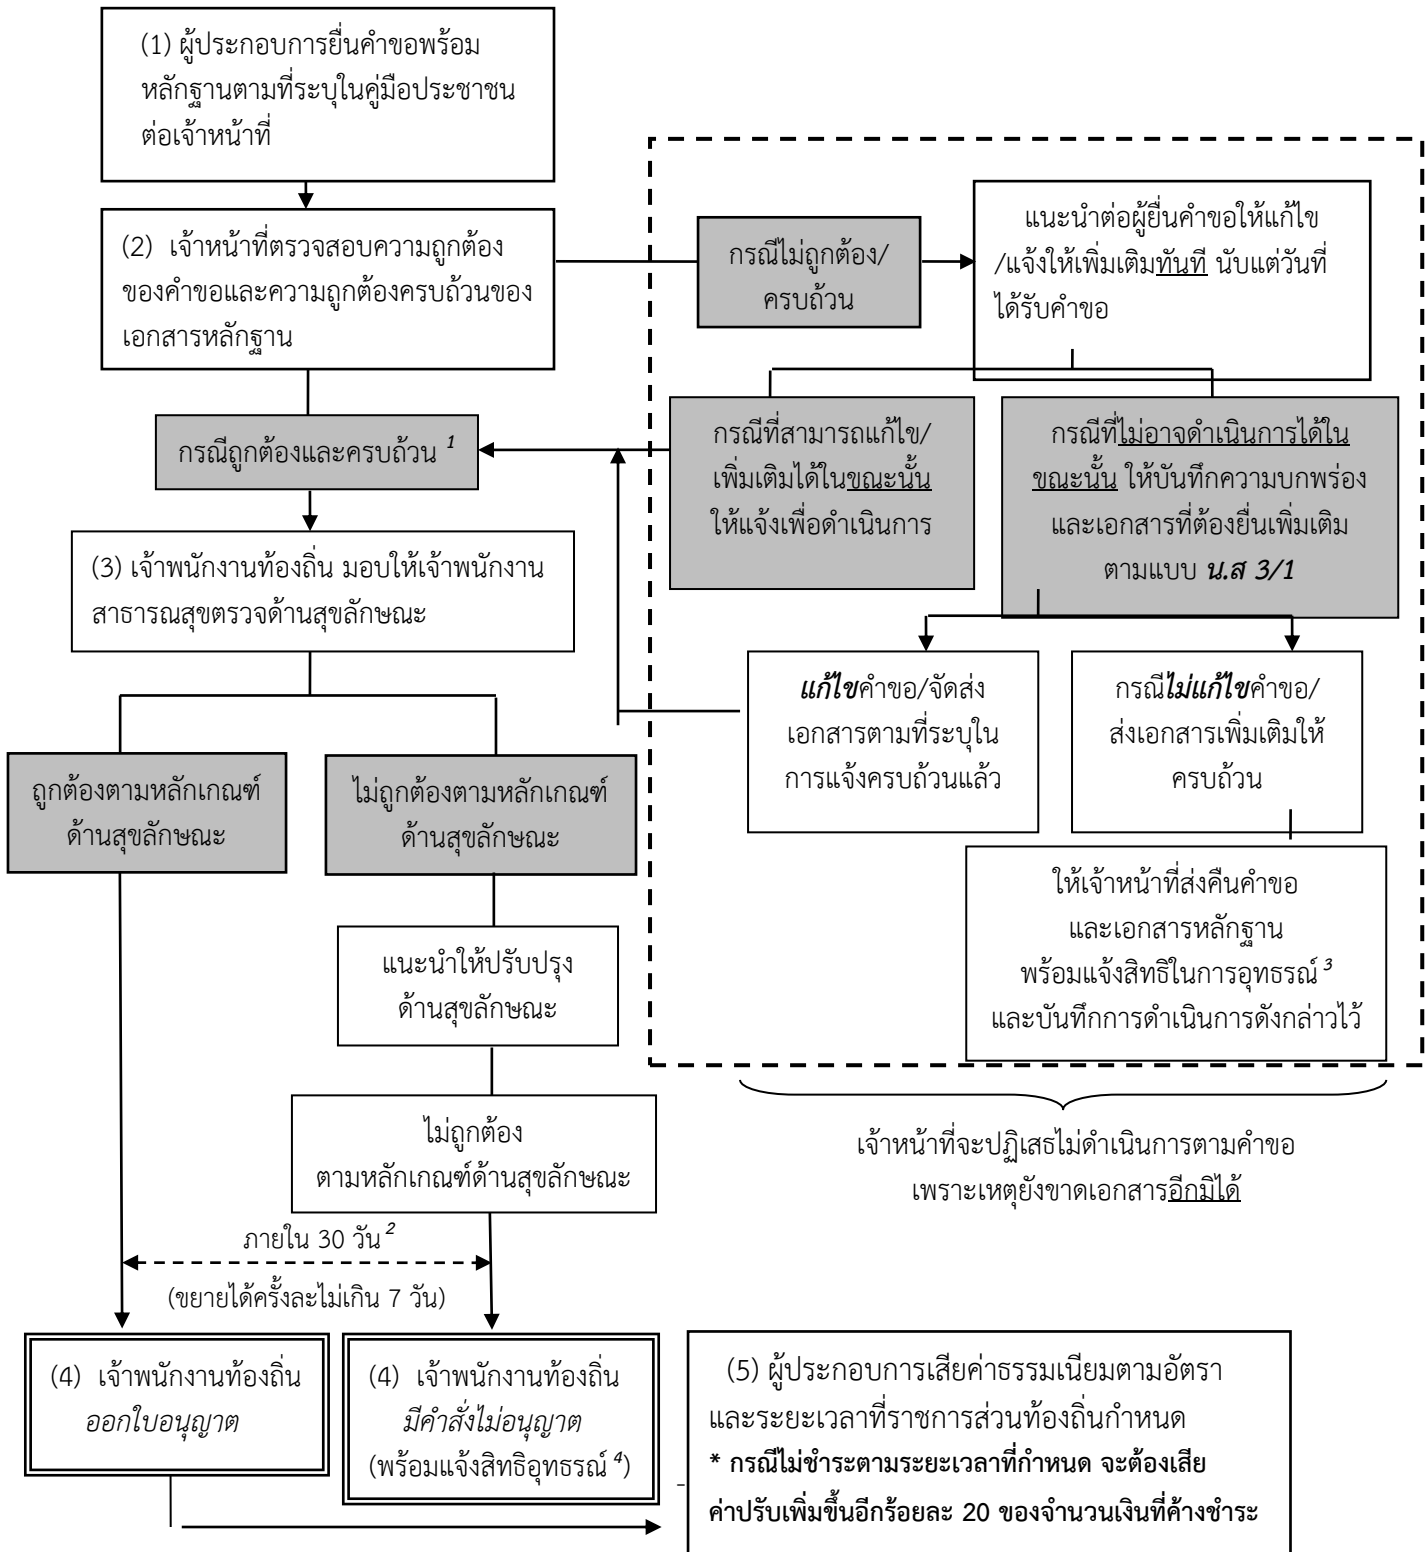 (1) ผู้ประกอบการยื่นคำขอพร้อม
หลักฐานตามที่ระบุในคู่มือประชาชน
ต่อเจ้าหน้าที่
(2) เจ้าหน้าที่ตรวจสอบความถูกต้อง
ของคำขอและความถูกต้องครบถ้วนของ
เอกสารหลักฐาน
กรณีไม่ถูกต้อง/
ครบถ้วน
แนะนำต่อผู้ยื่นคำขอให้แก้ไข
/แจ้งให้เพิ่มเติมทันที นับแต่วันที่
ได้รับคำขอ
กรณีถูกต้องและครบถ้วน 1
กรณีที่สามารถแก้ไข/
เพิ่มเติมได้ในขณะนั้น
ให้แจ้งเพื่อดำเนินการ
กรณีที่ไม่อาจดำเนินการได้ใน
ขณะนั้น ให้บันทึกความบกพร่อง
และเอกสารที่ต้องยื่นเพิ่มเติม
ตามแบบ น.ส 3/1
(3) เจ้าพนักงานท้องถิ่น มอบให้เจ้าพนักงาน
สาธารณสุขตรวจด้านสุขลักษณะ
แก้ไขคำขอ/จัดส่ง
เอกสารตามที่ระบุใน
การแจ้งครบถ้วนแล้ว
กรณีไม่แก้ไขคำขอ/
ส่งเอกสารเพิ่มเติมให้
ครบถ้วน
ถูกต้องตามหลักเกณฑ์
ด้านสุขลักษณะ
ไม่ถูกต้องตามหลักเกณฑ์
ด้านสุขลักษณะ
ให้เจ้าหน้าที่ส่งคืนคำขอ
และเอกสารหลักฐาน
พร้อมแจ้งสิทธิในการอุทธรณ์ 3
และบันทึกการดำเนินการดังกล่าวไว้
แนะนำให้ปรับปรุง
ด้านสุขลักษณะ
ไม่ถูกต้อง
ตามหลักเกณฑ์ด้านสุขลักษณะ
เจ้าหน้าที่จะปฏิเสธไม่ดำเนินการตามคำขอ
เพราะเหตุยังขาดเอกสารอีกมิได้
ภายใน 30 วัน 2
(ขยายได้ครั้งละไม่เกิน 7 วัน)
(4) เจ้าพนักงานท้องถิ่น
ออกใบอนุญาต
(4) เจ้าพนักงานท้องถิ่น
มีคำสั่งไม่อนุญาต
(พร้อมแจ้งสิทธิอุทธรณ์ 4)
(5) ผู้ประกอบการเสียค่าธรรมเนียมตามอัตรา
และระยะเวลาที่ราชการส่วนท้องถิ่นกำหนด
* กรณีไม่ชำระตามระยะเวลาที่กำหนด จะต้องเสีย
ค่าปรับเพิ่มขึ้นอีกร้อยละ 20 ของจำนวนเงินที่ค้างชำระ